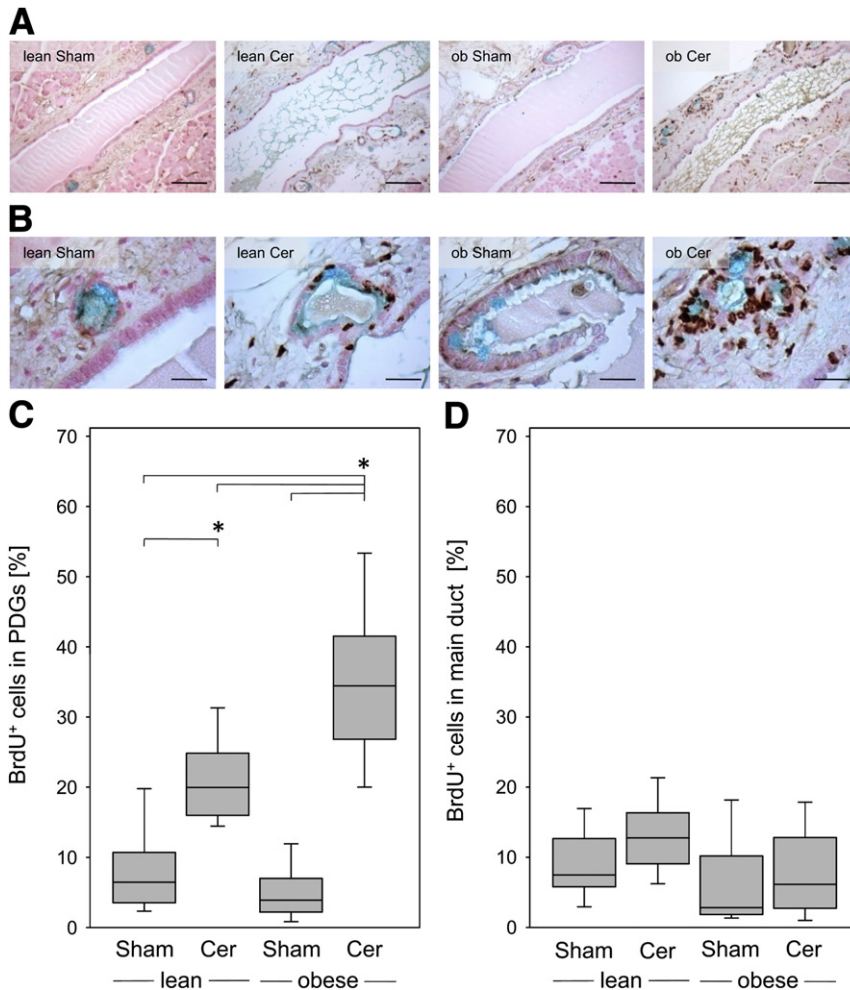 A
lean Sham
lean Cer
ob Sham
ob Cer
B
lean Sham
lean Cer
ob Sham
ob Cer
C
BrdU⁺ cells in PDGs [%]
70
60
50
40
30
20
10
0
*
*
Sham Cer Sham Cer
lean obese
D
BrdU⁺ cells in main duct [%]
70
60
50
40
30
20
10
0
Sham Cer Sham Cer
lean obese